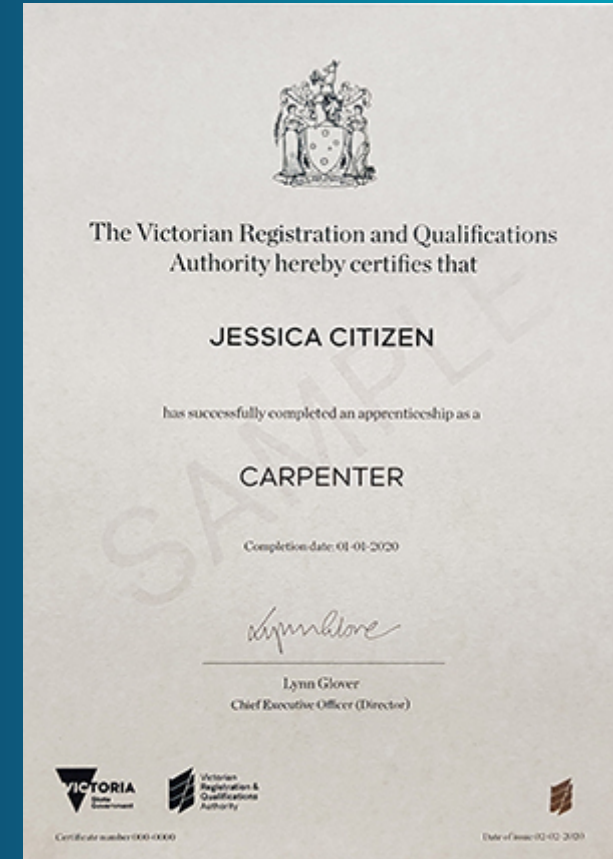 The Victorian Registration and Qualifications
Authority hereby certifies that
JESSICA CITIZEN
has successfully completed an apprenticeship as a
CARPENTER
SAMPLE
Completion date: 01-01-2020
Lynn Glover
Chief Executive Officer (Director)
VICTORIA
State
Government
Victorian
Registration &
Qualifications
Authority
Certificate number 000-0000
Date of issue 02-02-2020